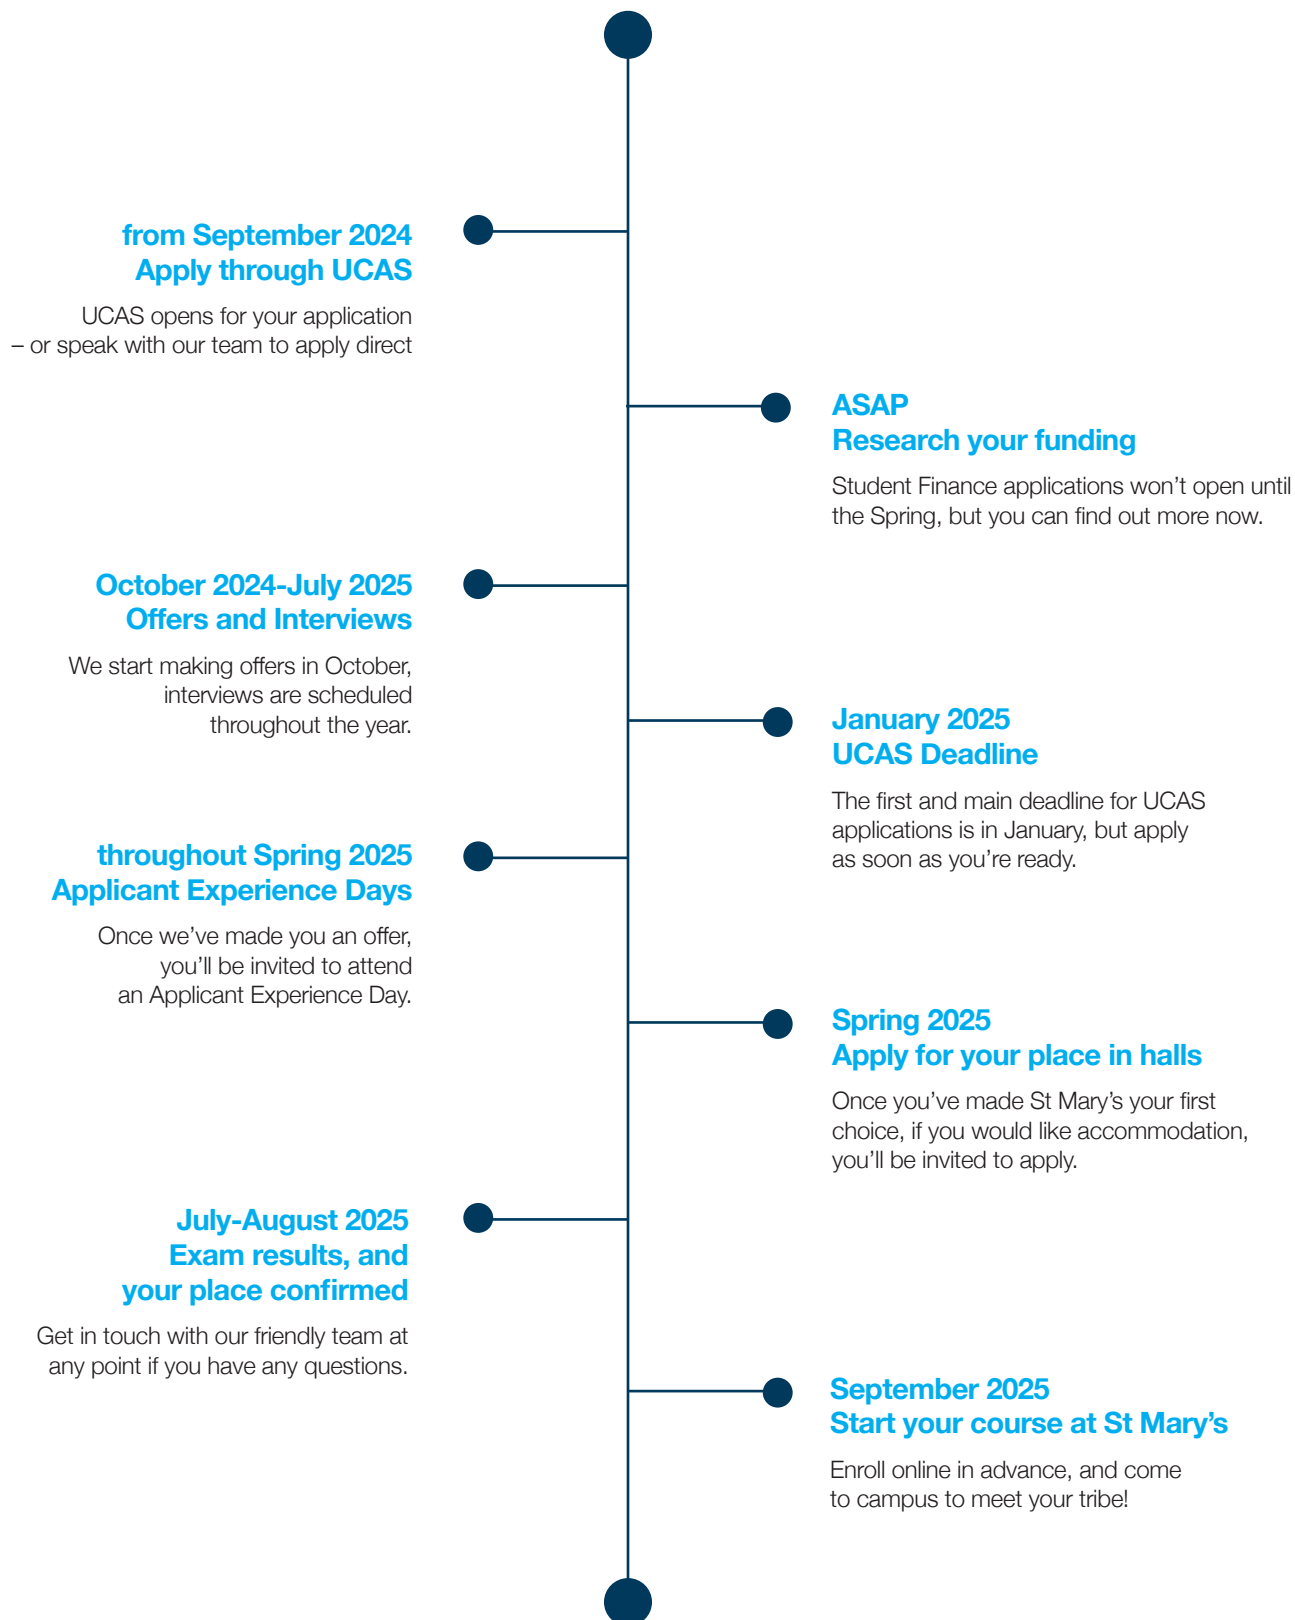 from September 2024
Apply through UCAS
UCAS opens for your application
– or speak with our team to apply direct
ASAP
Research your funding
Student Finance applications won’t open until
the Spring, but you can find out more now.
October 2024-July 2025
Offers and Interviews
We start making offers in October,
interviews are scheduled
throughout the year.
January 2025
UCAS Deadline
The first and main deadline for UCAS
applications is in January, but apply
as soon as you’re ready.
throughout Spring 2025
Applicant Experience Days
Once we’ve made you an offer,
you’ll be invited to attend
an Applicant Experience Day.
Spring 2025
Apply for your place in halls
Once you’ve made St Mary’s your first
choice, if you would like accommodation,
you’ll be invited to apply.
July-August 2025
Exam results, and
your place confirmed
Get in touch with our friendly team at
any point if you have any questions.
September 2025
Start your course at St Mary’s
Enroll online in advance, and come
to campus to meet your tribe!